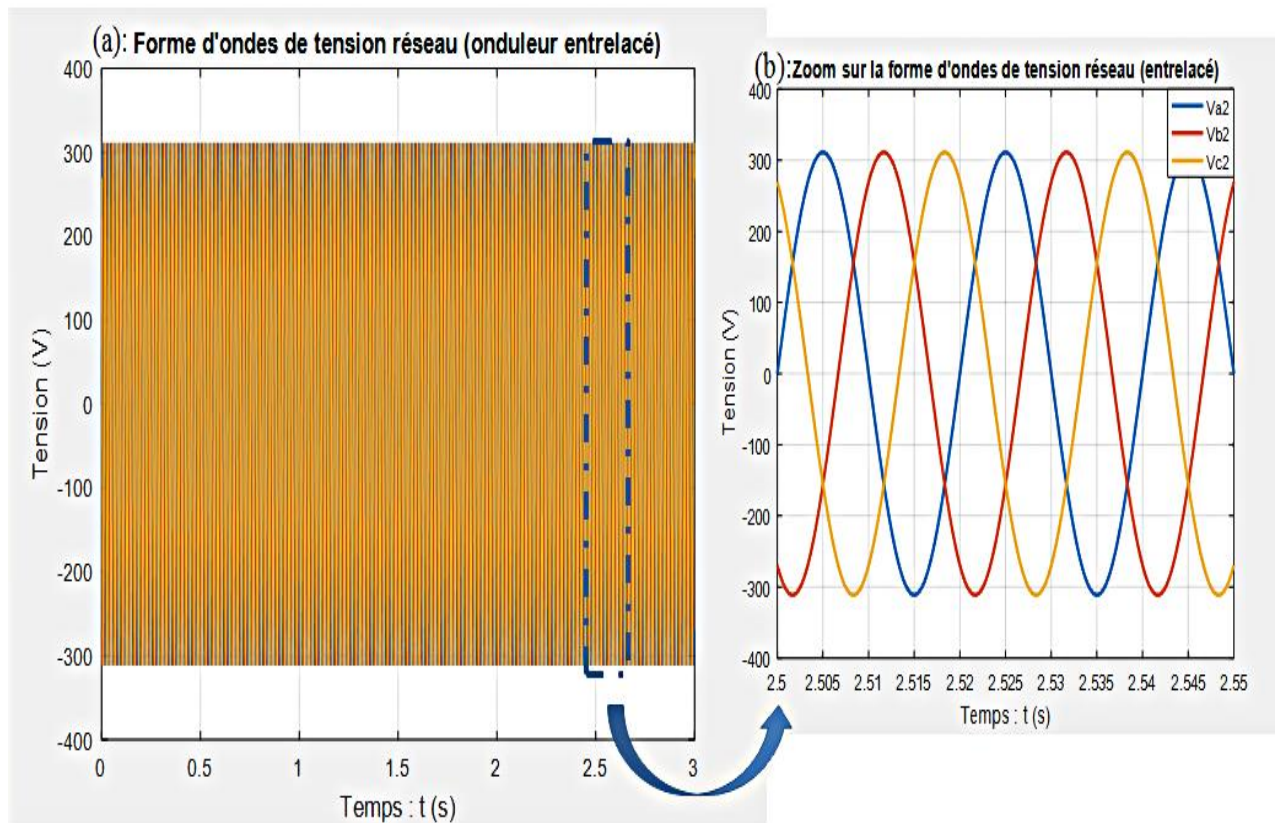 (a): Forme d'ondes de tension réseau (onduleur entrelacé)
400
300
200
100
0
-100
-200
-300
-400
Tension (V)
0 0.5 1 1.5 2 2.5 3
Temps : t (s)
(b):Zoom sur la forme d'ondes de tension réseau (entrelacé)
400
300
200
100
0
-100
-200
-300
-400
Tension (V)
Va2
Vb2
Vc2
2.5 2.505 2.51 2.515 2.52 2.525 2.53 2.535 2.54 2.545 2.55
Temps : t (s)